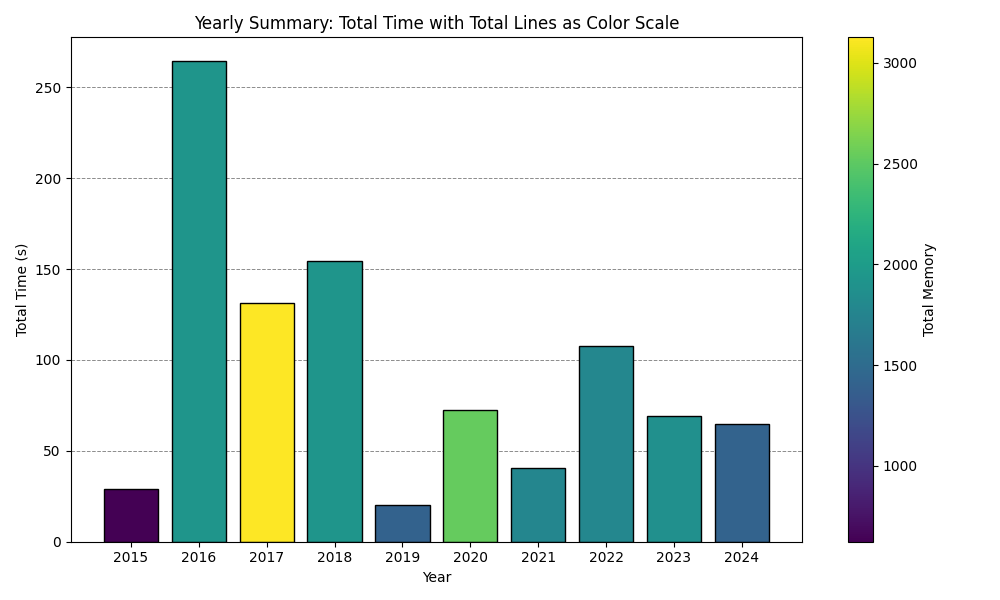 Yearly Summary: Total Time with Total Lines as Color Scale
Total Time (s)
250
200
150
100
50
0
2015 2016 2017 2018 2019 2020 2021 2022 2023 2024
Year
3000
2500
2000
1500
1000
Total Memory